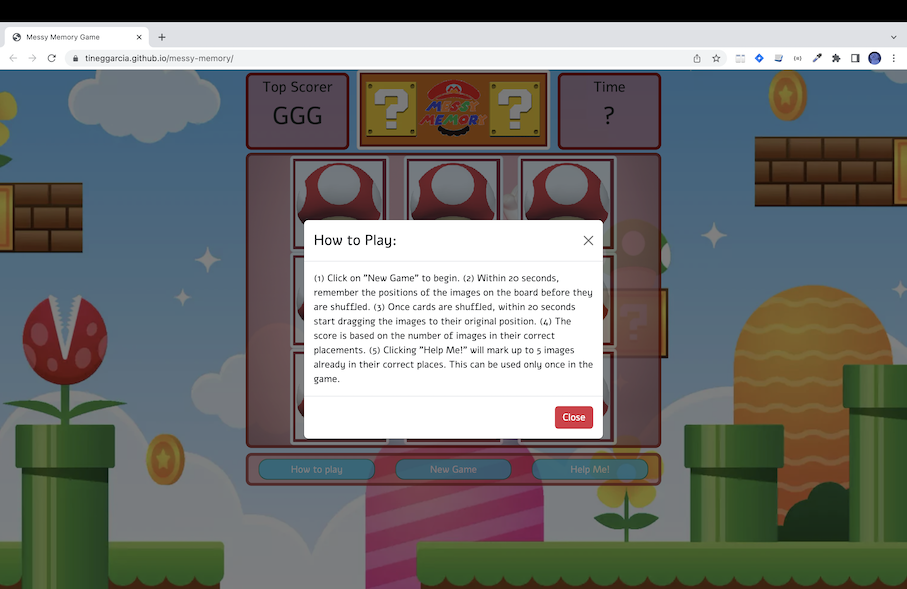 Messy Memory Game
tineggarcia.github.io/messy-memory/
Top Scorer
GGG
?
MESSY
MEMORY
?
Time
?
How to Play:
(1) Click on "New Game" to begin. (2) Within 20 seconds,
remember the positions of the images on the board before they
are shuffled. (3) Once cards are shuffled, within 20 seconds
start dragging the images to their original position. (4) The
score is based on the number of images in their correct
placements. (5) Clicking "Help Me!" will mark up to 5 images
already in their correct places. This can be used only once in the
game.
Close
How to play
New Game
Help Me!